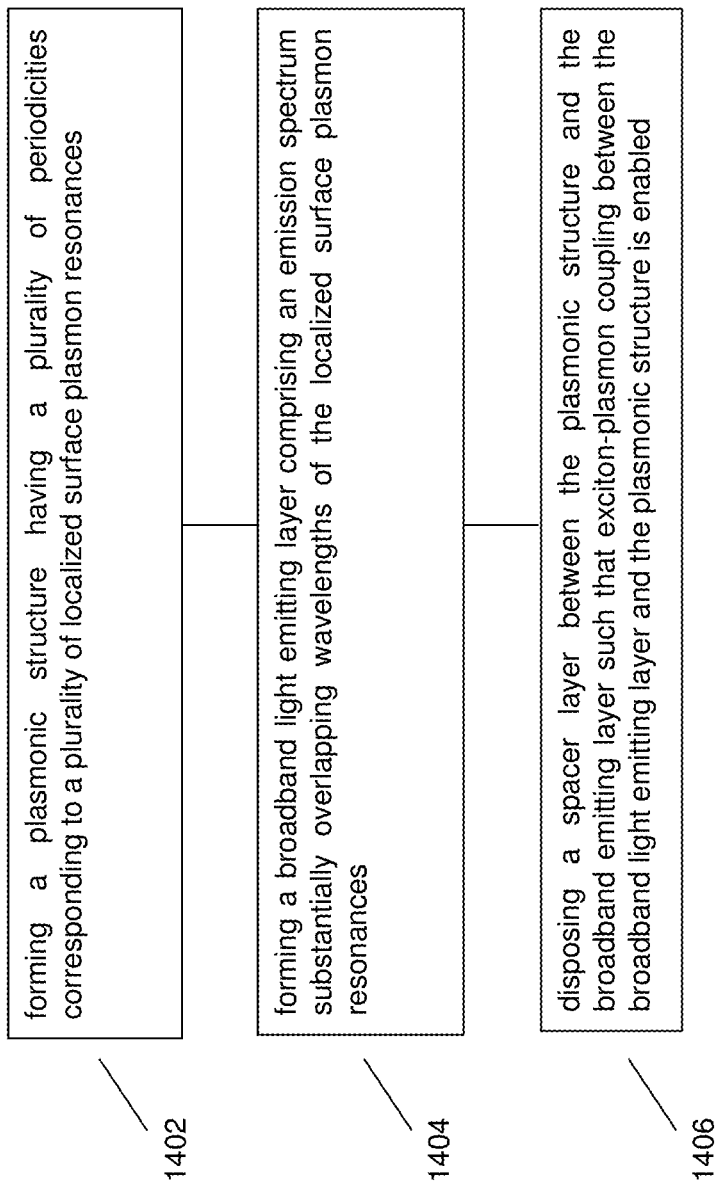 forming a plasmonic structure having a plurality of periodicities
corresponding to a plurality of localized surface plasmon resonances
1402
forming a broadband light emitting layer comprising an emission spectrum
substantially overlapping wavelengths of the localized surface plasmon
resonances
1404
disposing a spacer layer between the plasmonic structure and the
broadband emitting layer such that exciton-plasmon coupling between the
broadband light emitting layer and the plasmonic structure is enabled
1406